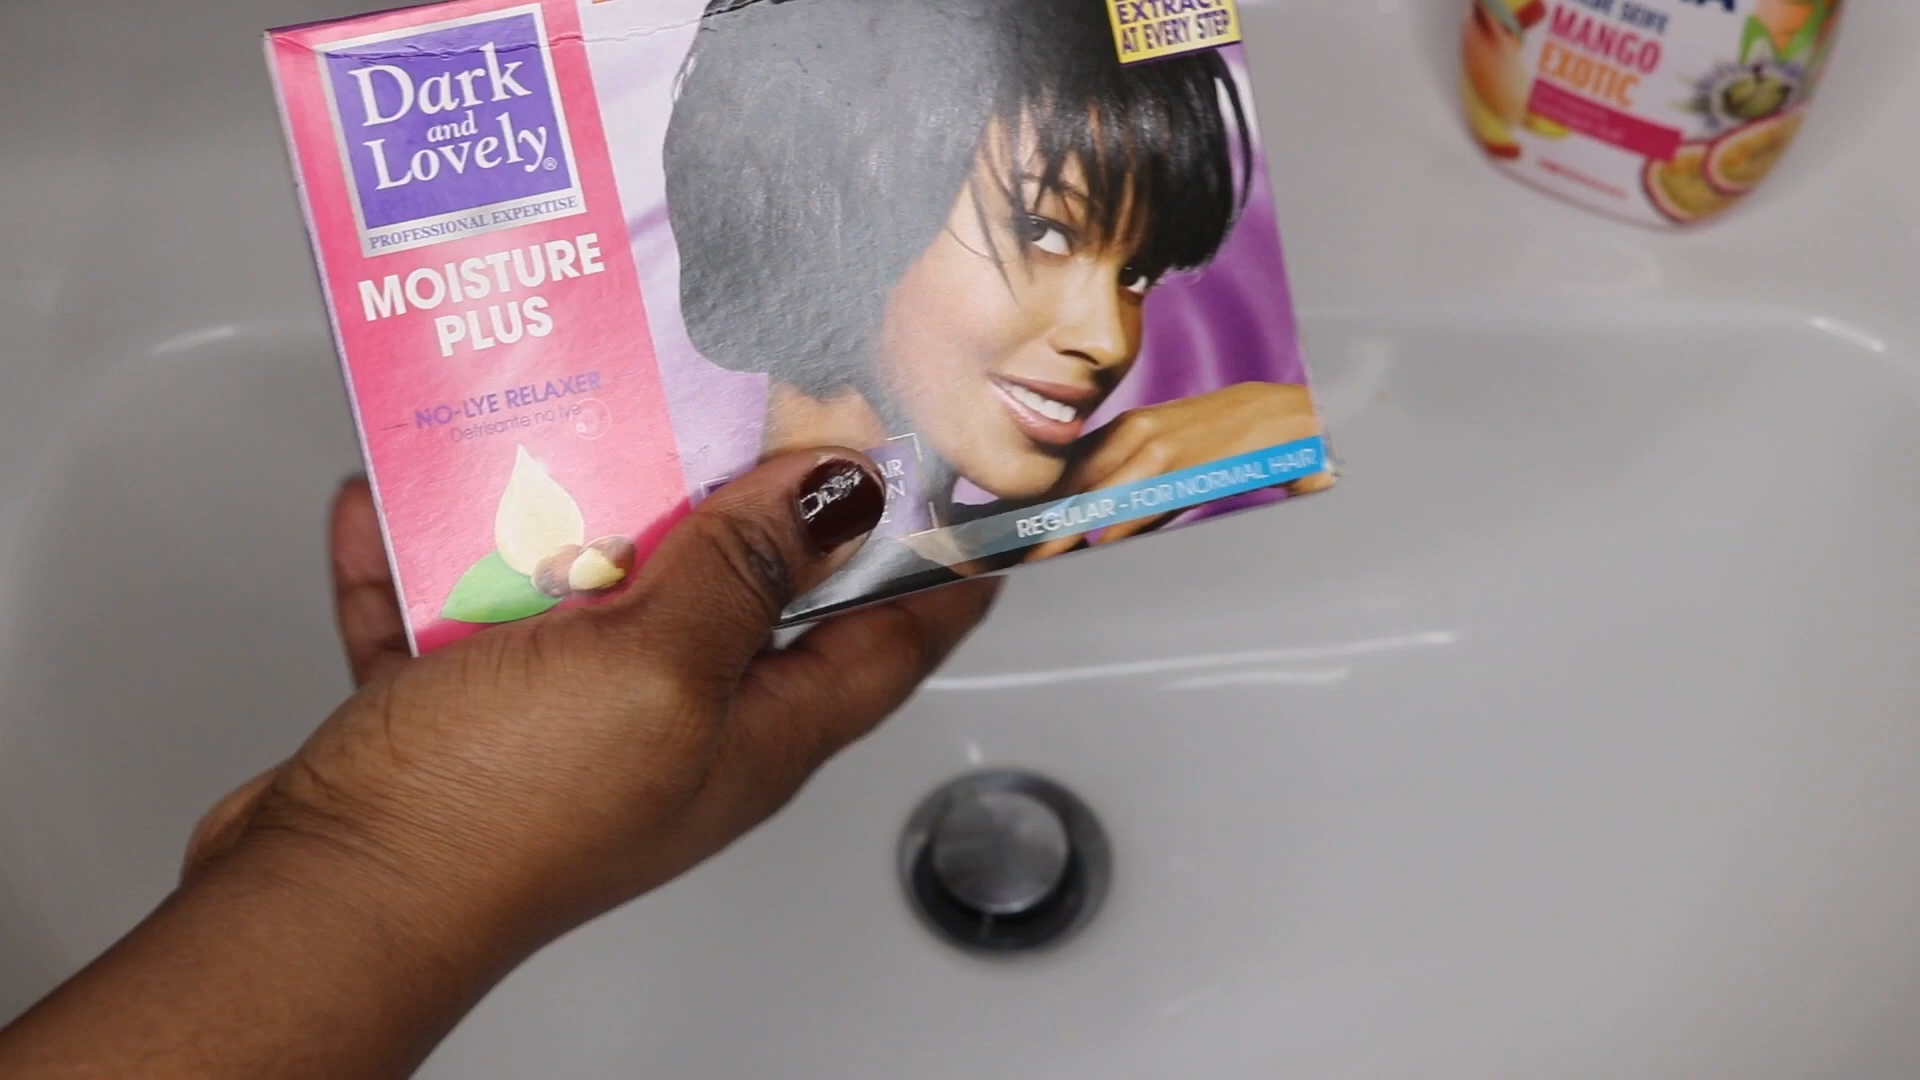 Dark
and
Lovely®
PROFESSIONAL EXPERTISE
MOISTURE
PLUS
NO-LYE RELAXER
Defrisante no lye
EXTRACT
AT EVERY STEP
REGULAR - FOR NORMAL HAIR
SEIFE
MANGO
EXOTIC